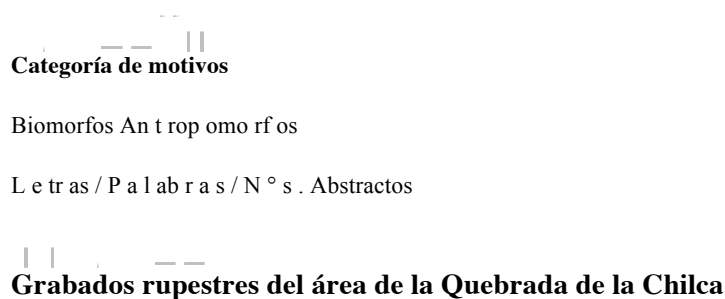 Categoría de motivos
Biomorfos An t rop omo rf os
L e tr as / P a l ab r a s / N ° s . Abstractos
Grabados rupestres del área de la Quebrada de la Chilca